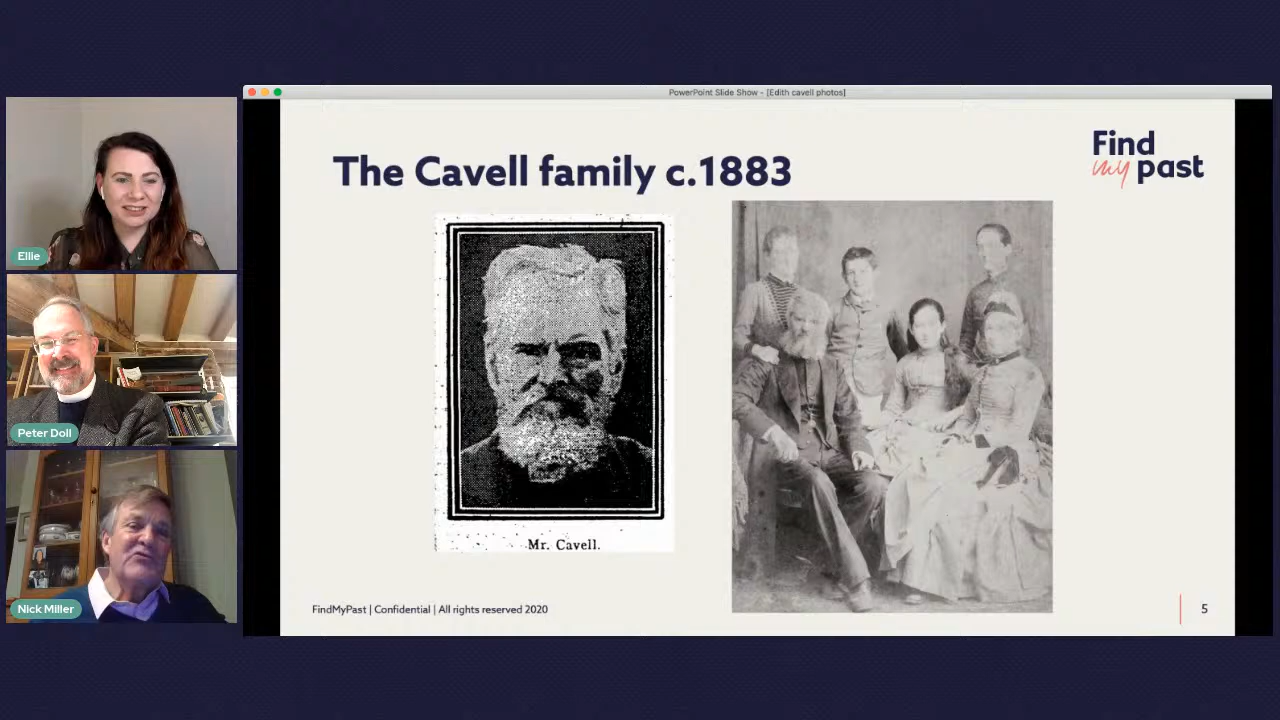 PowerPoint Slide Show - [Edith cavell photos]
Ellie
Peter Doll
Nick Miller
The Cavell family c.1883
Find
my past
Mr. Cavell.
FindMyPast | Confidential | All rights reserved 2020
5